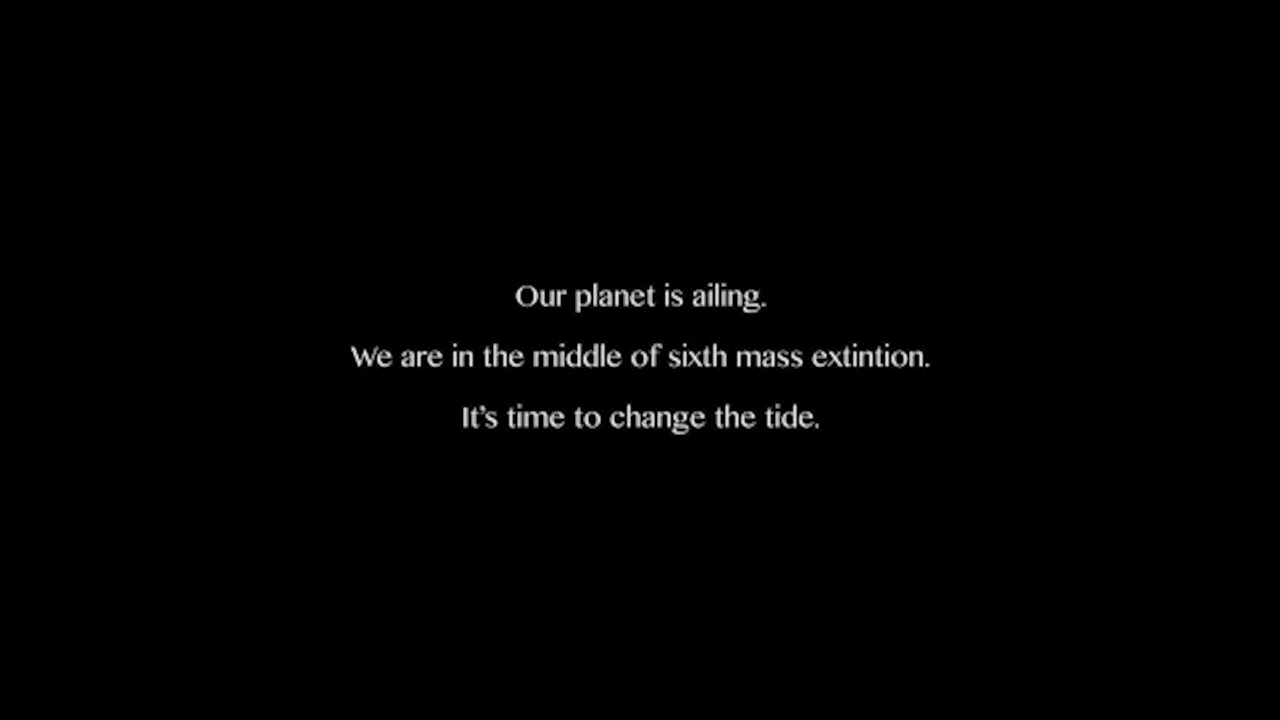 Our planet is ailing.
We are in the middle of sixth mass extintion.
It's time to change the tide.